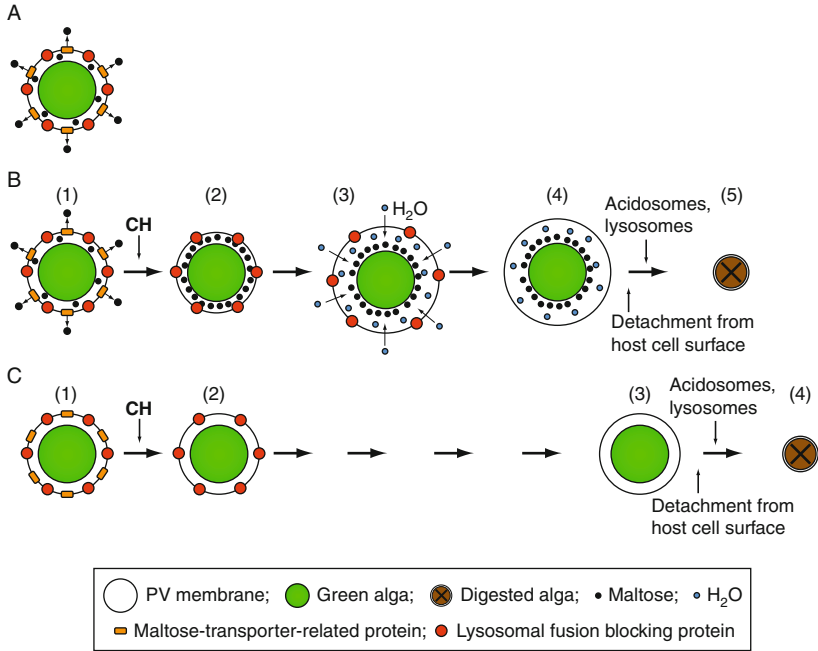 A
B
(1)
CH
(2)
(3)
H₂O
(4)
Acidosomes,
lysosomes
(5)
Detachment from
host cell surface
C
(1)
CH
(2)
(3)
Acidosomes,
lysosomes
(4)
Detachment from
host cell surface
PV membrane; Green alga; Digested alga; Maltose; H₂O
Maltose-transporter-related protein; Lysosomal fusion blocking protein